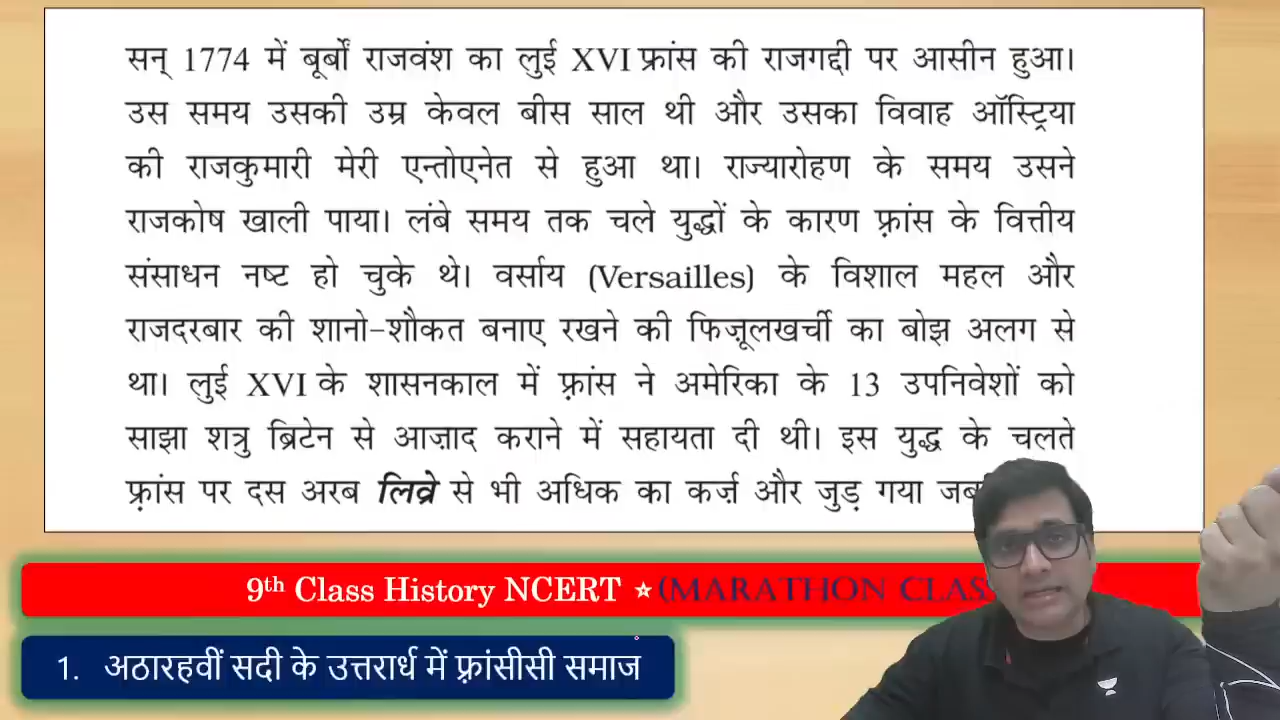 सन् 1774 में बूर्बों राजवंश का लुई XVI फ्रांस की राजगद्दी पर आसीन हुआ।
उस समय उसकी उम्र केवल बीस साल थी और उसका विवाह ऑस्ट्रिया
की राजकुमारी मेरी एन्तोएनेत से हुआ था। राज्यारोहण के समय उसने
राजकोष खाली पाया। लंबे समय तक चले युद्धों के कारण फ़्रांस के वित्तीय
संसाधन नष्ट हो चुके थे। वर्साय (Versailles) के विशाल महल और
राजदरबार की शानो-शौकत बनाए रखने की फिज़ूलखर्ची का बोझ अलग से
था। लुई XVI के शासनकाल में फ़्रांस ने अमेरिका के 13 उपनिवेशों को
साझा शत्रु ब्रिटेन से आज़ाद कराने में सहायता दी थी। इस युद्ध के चलते
फ़्रांस पर दस अरब लिव्रे से भी अधिक का कर्ज़ और जुड़ गया
9th Class History NCERT ☆ (MARATHON
1. अठारहवीं सदी के उत्तरार्ध में फ़्रांसीसी समाज